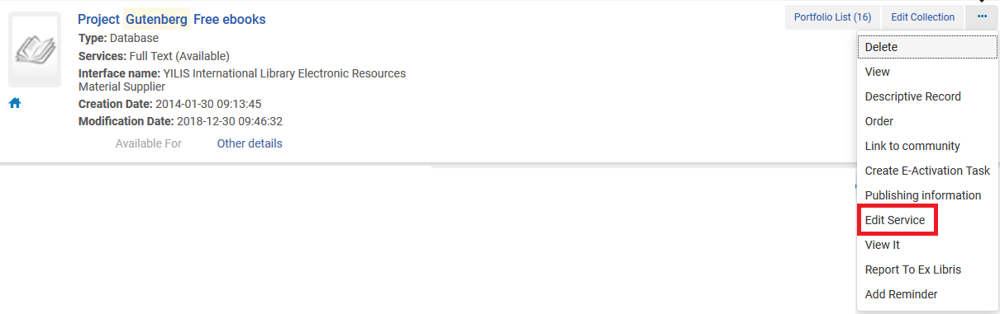 Project Gutenberg Free ebooks
Type: Database
Services: Full Text (Available)
Interface name: YILIS International Library Electronic Resources
Material Supplier
Creation Date: 2014-01-30 09:13:45
Modification Date: 2018-12-30 09:46:32
Available For Other details
Portfolio List (16) Edit Collection ...
Delete
View
Descriptive Record
Order
Link to community
Create E-Activation Task
Publishing information
Edit Service
View It
Report To Ex Libris
Add Reminder